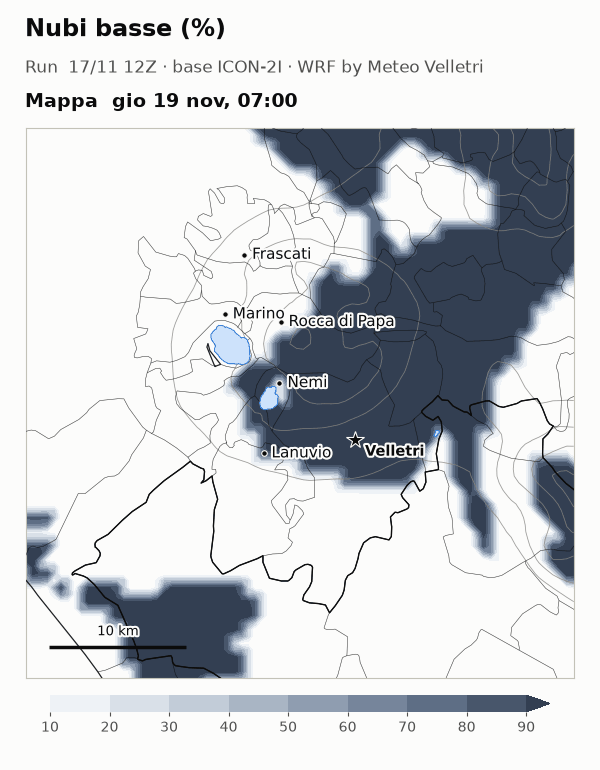 Nubi basse (%)
Run  17/11 12Z · base ICON-2I · WRF by Meteo Velletri
Mappa  gio 19 nov, 07:00
Frascati
Marino
Rocca di Papa
Nemi
Velletri
Lanuvio
10 km
10 20 30 40 50 60 70 80 90